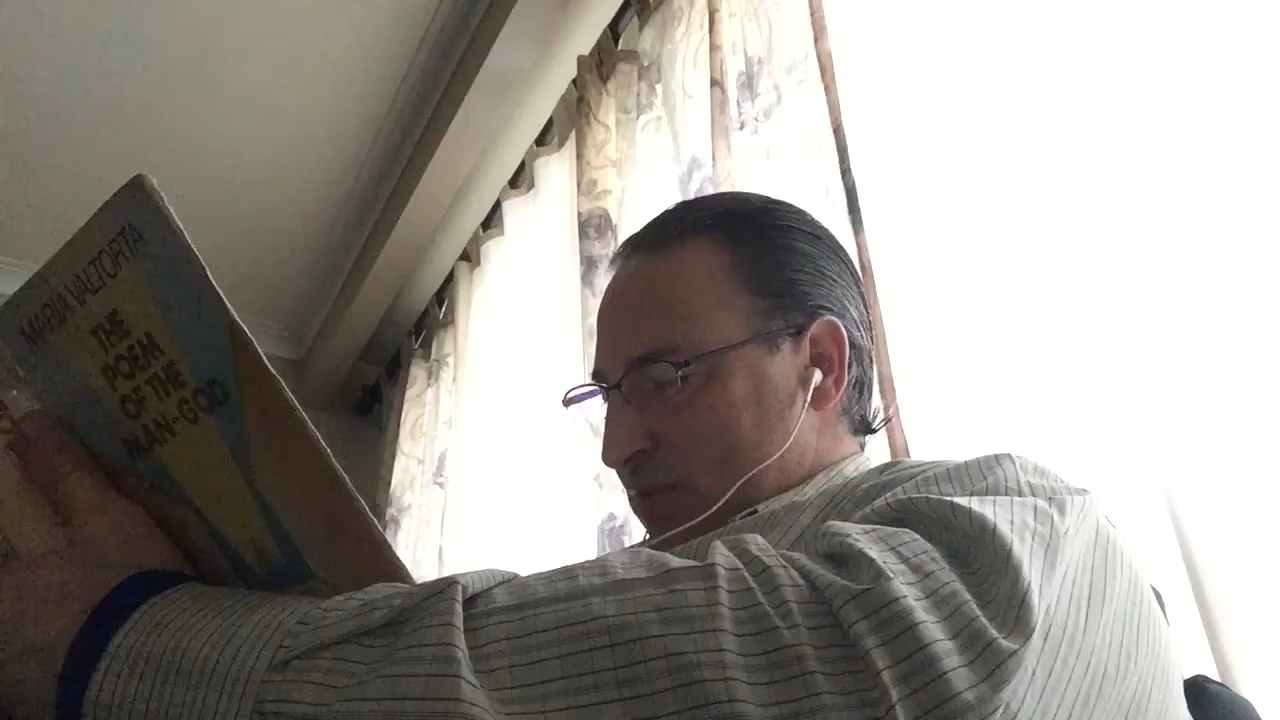 MARIA VALTORTA
THE
POEM
OF THE
MAN-GOD